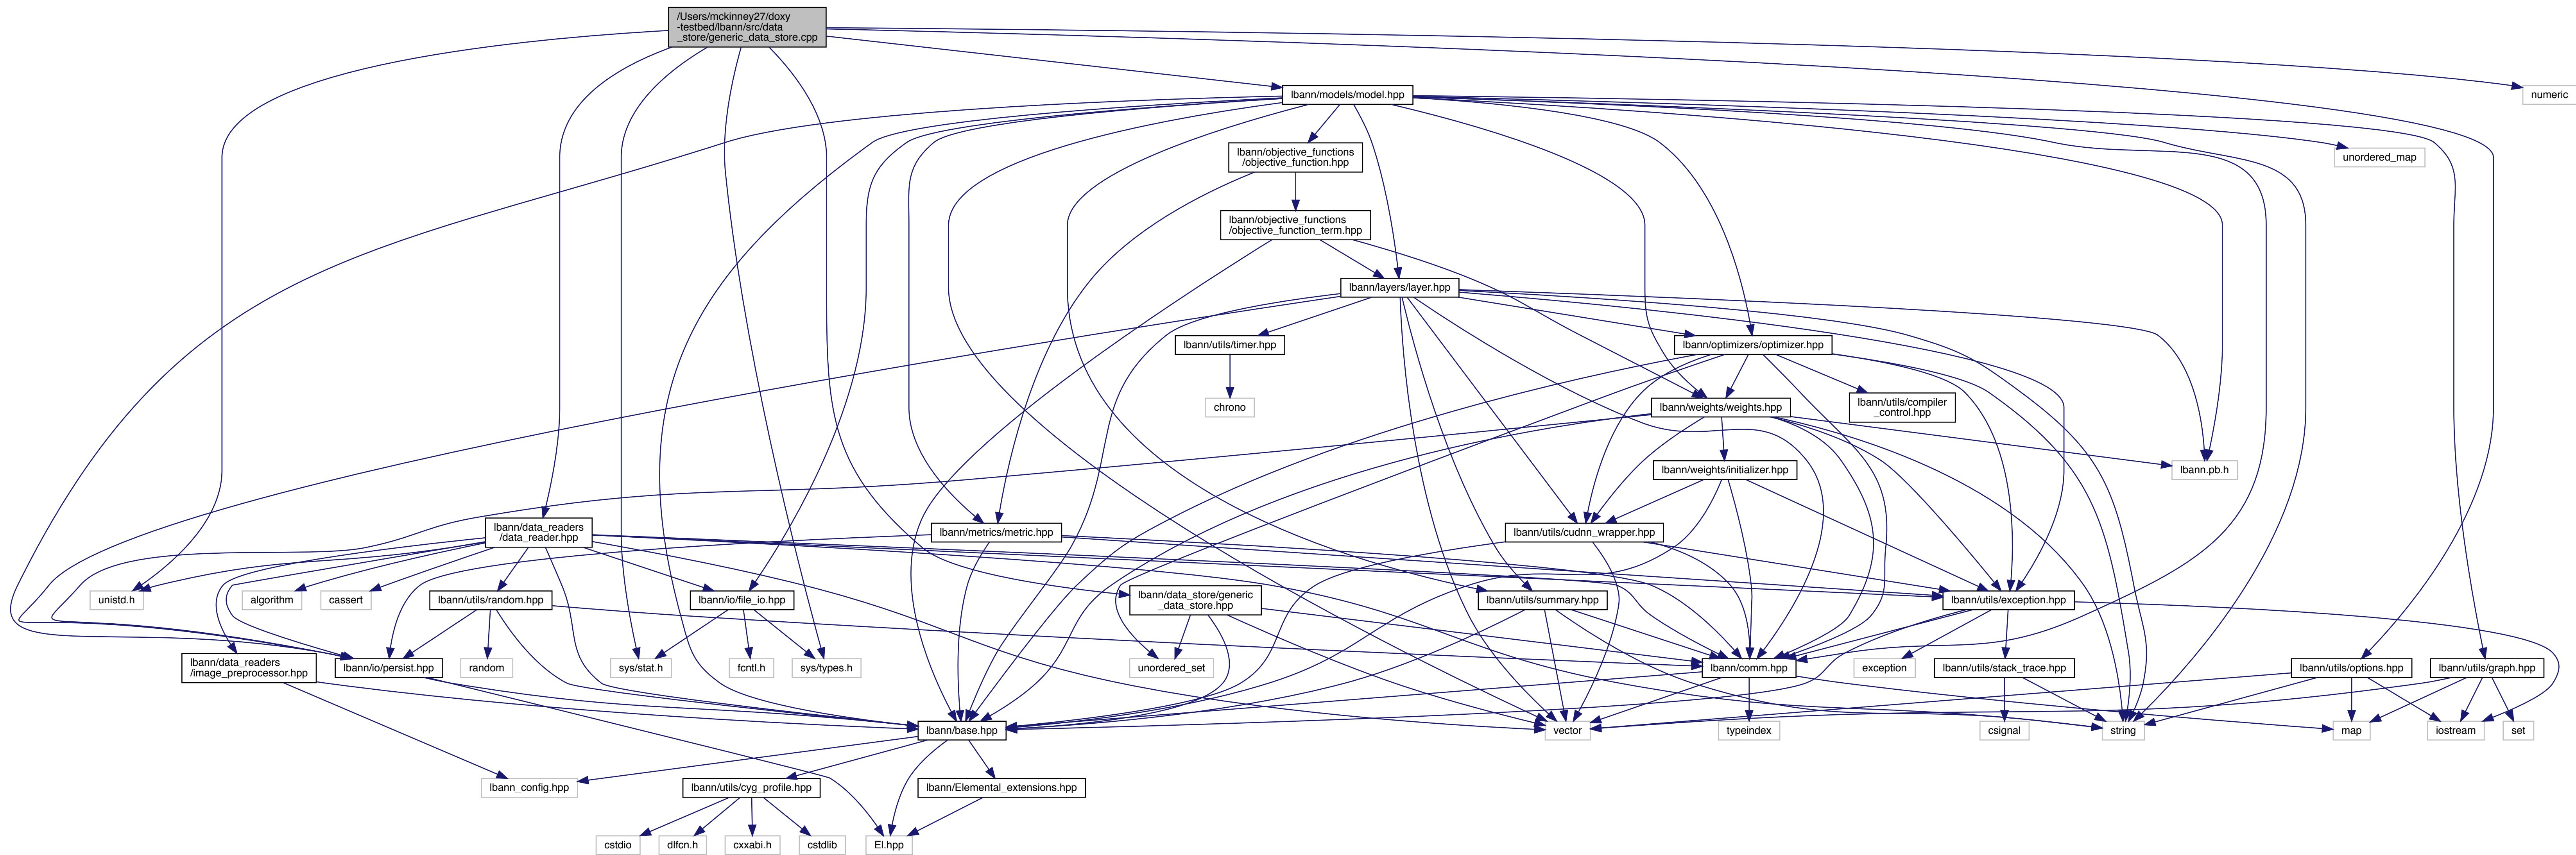 /Users/mckinney27/doxy
-testbed/lbann/src/data
_store/generic_data_store.cpp
lbann/models/model.hpp
numeric
lbann/objective_functions
/objective_function.hpp
unordered_map
lbann/objective_functions
/objective_function_term.hpp
lbann/layers/layer.hpp
lbann/utils/timer.hpp
lbann/optimizers/optimizer.hpp
chrono
lbann/weights/weights.hpp
lbann/utils/compiler
_control.hpp
lbann/weights/initializer.hpp
lbann.pb.h
lbann/data_readers
/data_reader.hpp
lbann/metrics/metric.hpp
lbann/utils/cudnn_wrapper.hpp
unistd.h
algorithm
cassert
lbann/utils/random.hpp
lbann/io/file_io.hpp
lbann/data_store/generic
_data_store.hpp
lbann/utils/summary.hpp
lbann/utils/exception.hpp
lbann/data_readers
/image_preprocessor.hpp
lbann/io/persist.hpp
random
sys/stat.h
fcntl.h
sys/types.h
unordered_set
lbann/comm.hpp
exception
lbann/utils/stack_trace.hpp
lbann/utils/options.hpp
lbann/utils/graph.hpp
lbann/base.hpp
vector
typeindex
csignal
string
map
iostream
set
lbann_config.hpp
lbann/utils/cyg_profile.hpp
lbann/Elemental_extensions.hpp
cstdio
dlfcn.h
cxxabi.h
cstdlib
El.hpp